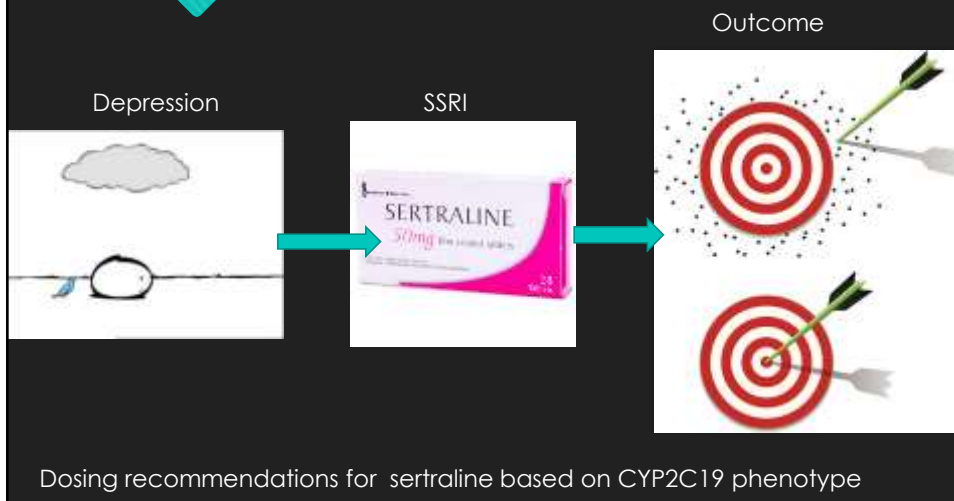 Outcome
Depression
SSRI
SERTRALINE
50mg
Dosing recommendations for sertraline based on CYP2C19 phenotype